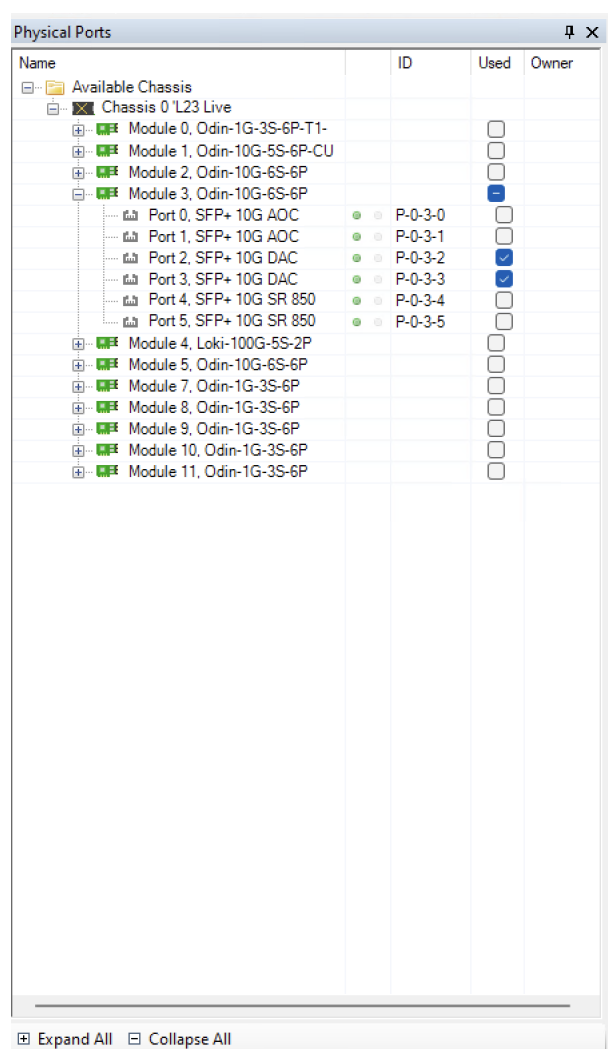 Physical Ports
Name ID Used Owner
Available Chassis
Chassis 0 'L23 Live
Module 0, Odin-1G-3S-6P-T1-
Module 1, Odin-10G-5S-6P-CU
Module 2, Odin-10G-6S-6P
Module 3, Odin-10G-6S-6P
Port 0, SFP+ 10G AOC P-0-3-0
Port 1, SFP+ 10G AOC P-0-3-1
Port 2, SFP+ 10G DAC P-0-3-2
Port 3, SFP+ 10G DAC P-0-3-3
Port 4, SFP+ 10G SR 850 P-0-3-4
Port 5, SFP+ 10G SR 850 P-0-3-5
Module 4, Loki-100G-5S-2P
Module 5, Odin-10G-6S-6P
Module 7, Odin-1G-3S-6P
Module 8, Odin-1G-3S-6P
Module 9, Odin-1G-3S-6P
Module 10, Odin-1G-3S-6P
Module 11, Odin-1G-3S-6P
Expand All Collapse All